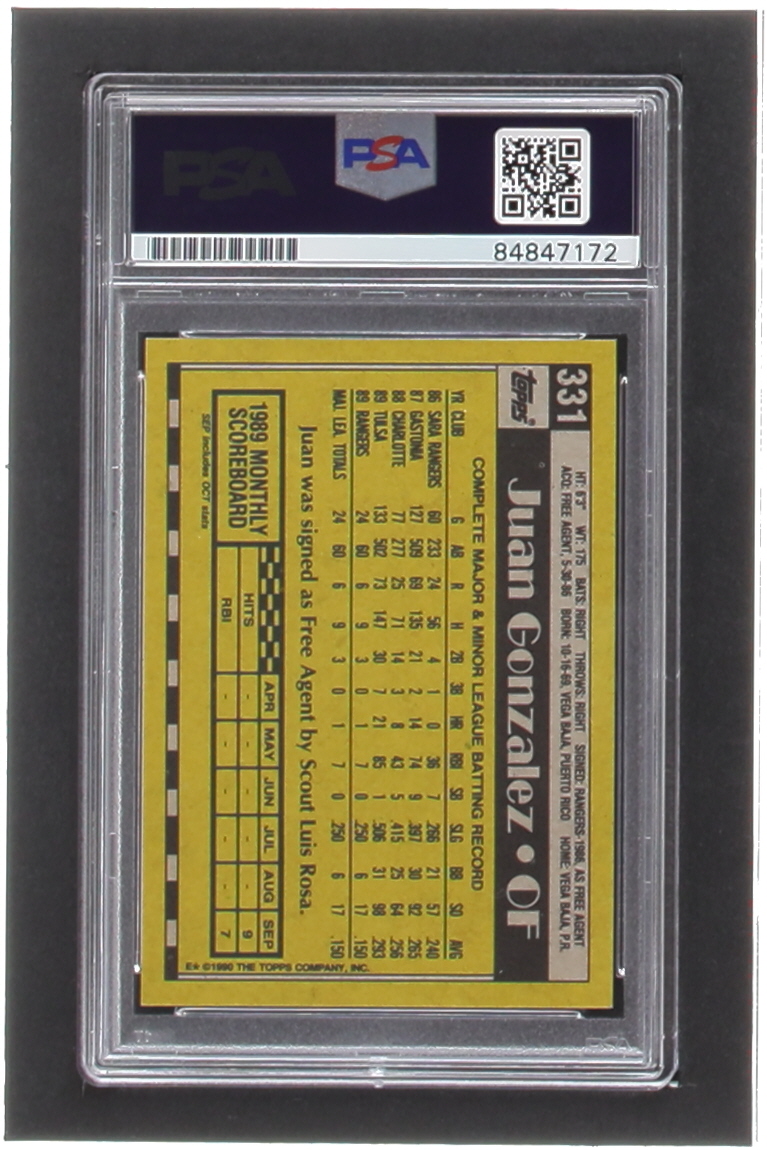 PSA
PSA
84847172
331
HT: 6'3" WT: 175 BATS: RIGHT THROWS: RIGHT SIGNED: RANGERS-1986, AS FREE AGENT
ACQ: FREE AGENT, 5-30-86 BORN: 10-16-69, VEGA BAJA, PUERTO RICO HOME: VEGA BAJA, P.R.
TOPPS®
Juan Gonzalez • OF
COMPLETE MAJOR & MINOR LEAGUE BATTING RECORD
YR CLUB G AB R H 2B 3B HR RBI SB SLG BB SO AVG
86 SARA RANGERS 60 233 24 56 4 1 0 36 7 .266 21 57 .240
87 GASTONIA 127 509 69 135 21 2 14 74 9 .397 30 92 .265
88 CHARLOTTE 77 277 25 71 14 3 8 43 5 .415 25 64 .256
89 TULSA 133 502 73 147 30 7 21 85 1 .506 31 98 .293
89 RANGERS 24 60 6 9 3 0 1 7 0 .250 6 17 .150
MAJ. LEA. TOTALS 24 60 6 9 3 0 1 7 0 .250 6 17 .150
Juan was signed as Free Agent by Scout Luis Rosa.
1989 MONTHLY
SCOREBOARD
APR MAY JUN JUL AUG SEP
HITS - - - - - 9
RBI - - - - - 7
SEP includes OCT stats
E* ©1990 THE TOPPS COMPANY, INC.
PSA